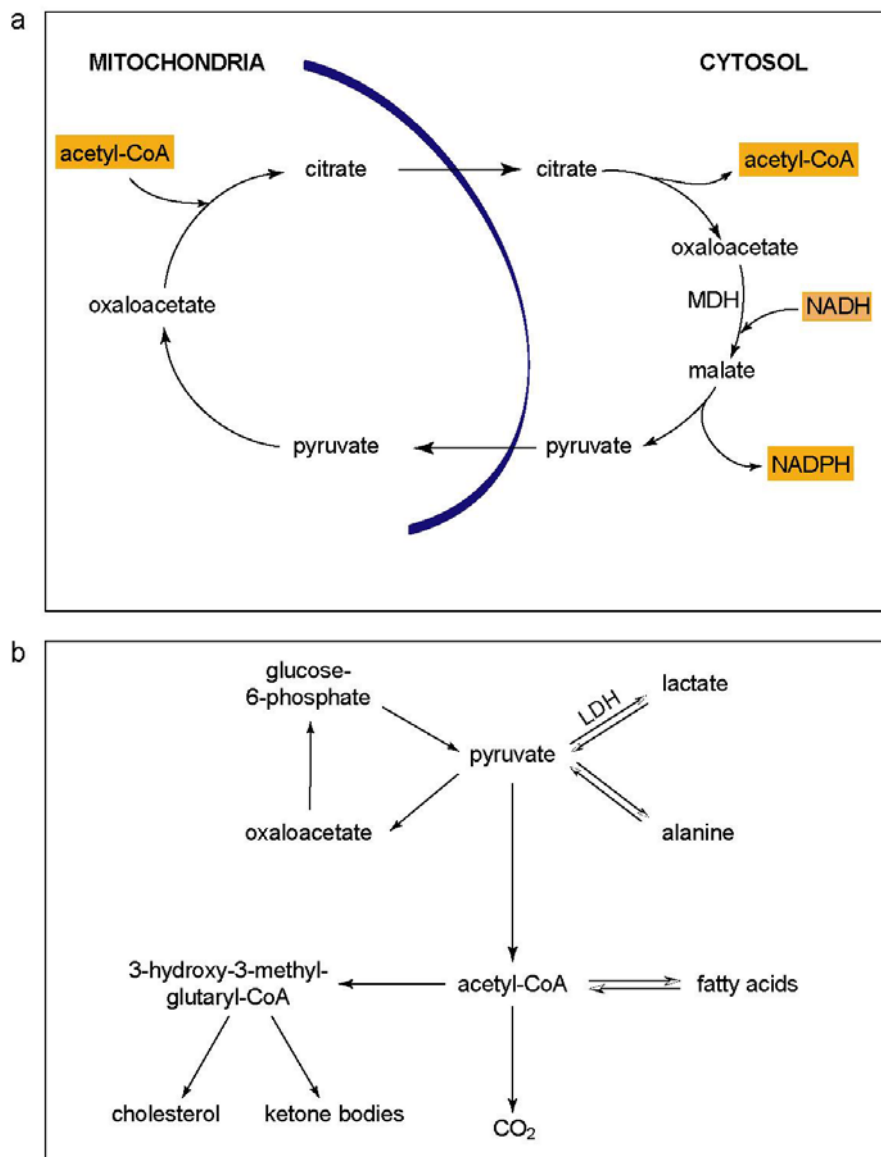 a
MITOCHONDRIA
CYTOSOL
acetyl-CoA
citrate
citrate
acetyl-CoA
oxaloacetate
oxaloacetate
MDH
NADH
malate
pyruvate
pyruvate
NADPH
b
glucose-
6-phosphate
lactate
LDH
pyruvate
oxaloacetate
alanine
3-hydroxy-3-methyl-
glutaryl-CoA
acetyl-CoA
fatty acids
cholesterol
ketone bodies
CO₂